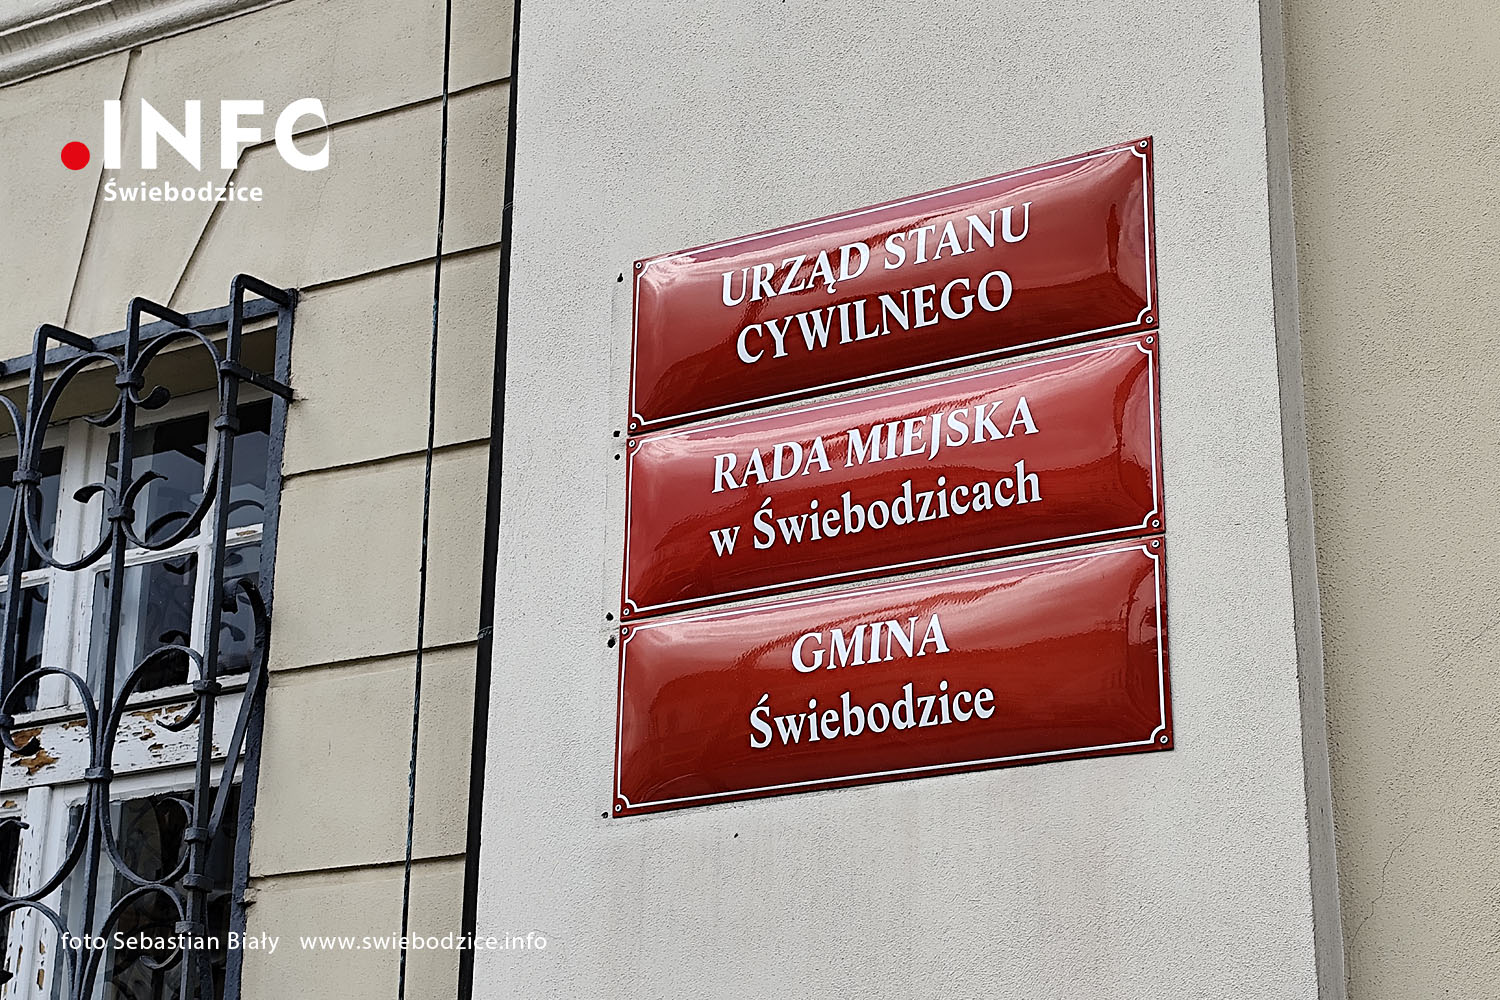 INFO
Świebodzice
URZĄD STANU
CYWILNEGO
RADA MIEJSKA
w Świebodzicach
GMINA
Świebodzice
foto Sebastian Biały www.swiebodzice.info